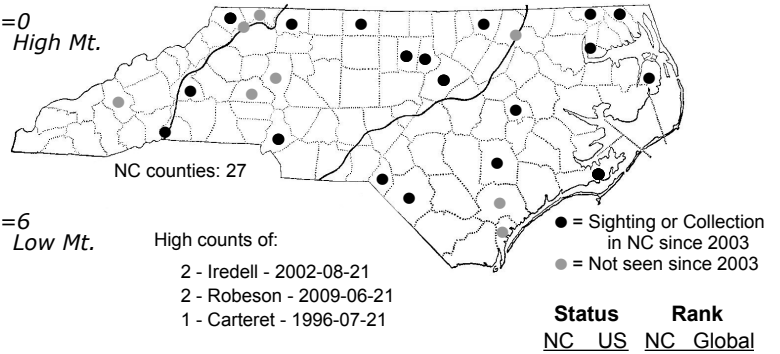 =0
High Mt.
NC counties: 27
=6
Low Mt.
High counts of:
2 - Iredell - 2002-08-21
2 - Robeson - 2009-06-21
1 - Carteret - 1996-07-21
= Sighting or Collection
in NC since 2003
= Not seen since 2003
Status Rank
NC US NC Global